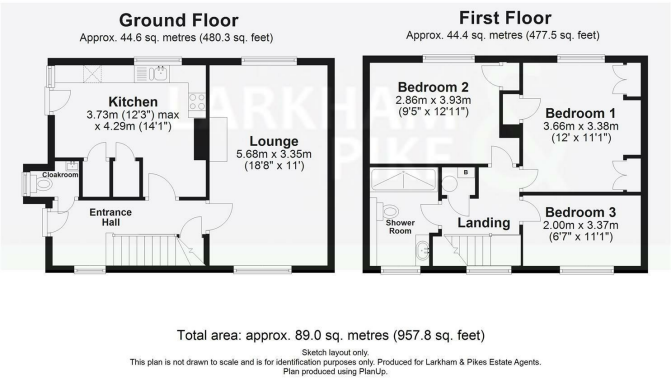 Ground Floor
Approx. 44.6 sq. metres (480.3 sq. feet)
Kitchen
3.73m (12'3") max
x 4.29m (14'1")
Lounge
5.68m x 3.35m
(18'8" x 11')
Cloakroom
Entrance
Hall
First Floor
Approx. 44.4 sq. metres (477.5 sq. feet)
Bedroom 2
2.86m x 3.93m
(9'5" x 12'11")
Bedroom 1
3.66m x 3.38m
(12' x 11'1")
B
Shower
Room
Landing
Bedroom 3
2.00m x 3.37m
(6'7" x 11'1")
LARKHAM
PIKE
Total area: approx. 89.0 sq. metres (957.8 sq. feet)
Sketch layout only.
This plan is not drawn to scale and is for identification purposes only. Produced for Larkham & Pikes Estate Agents.
Plan produced using PlanUp.